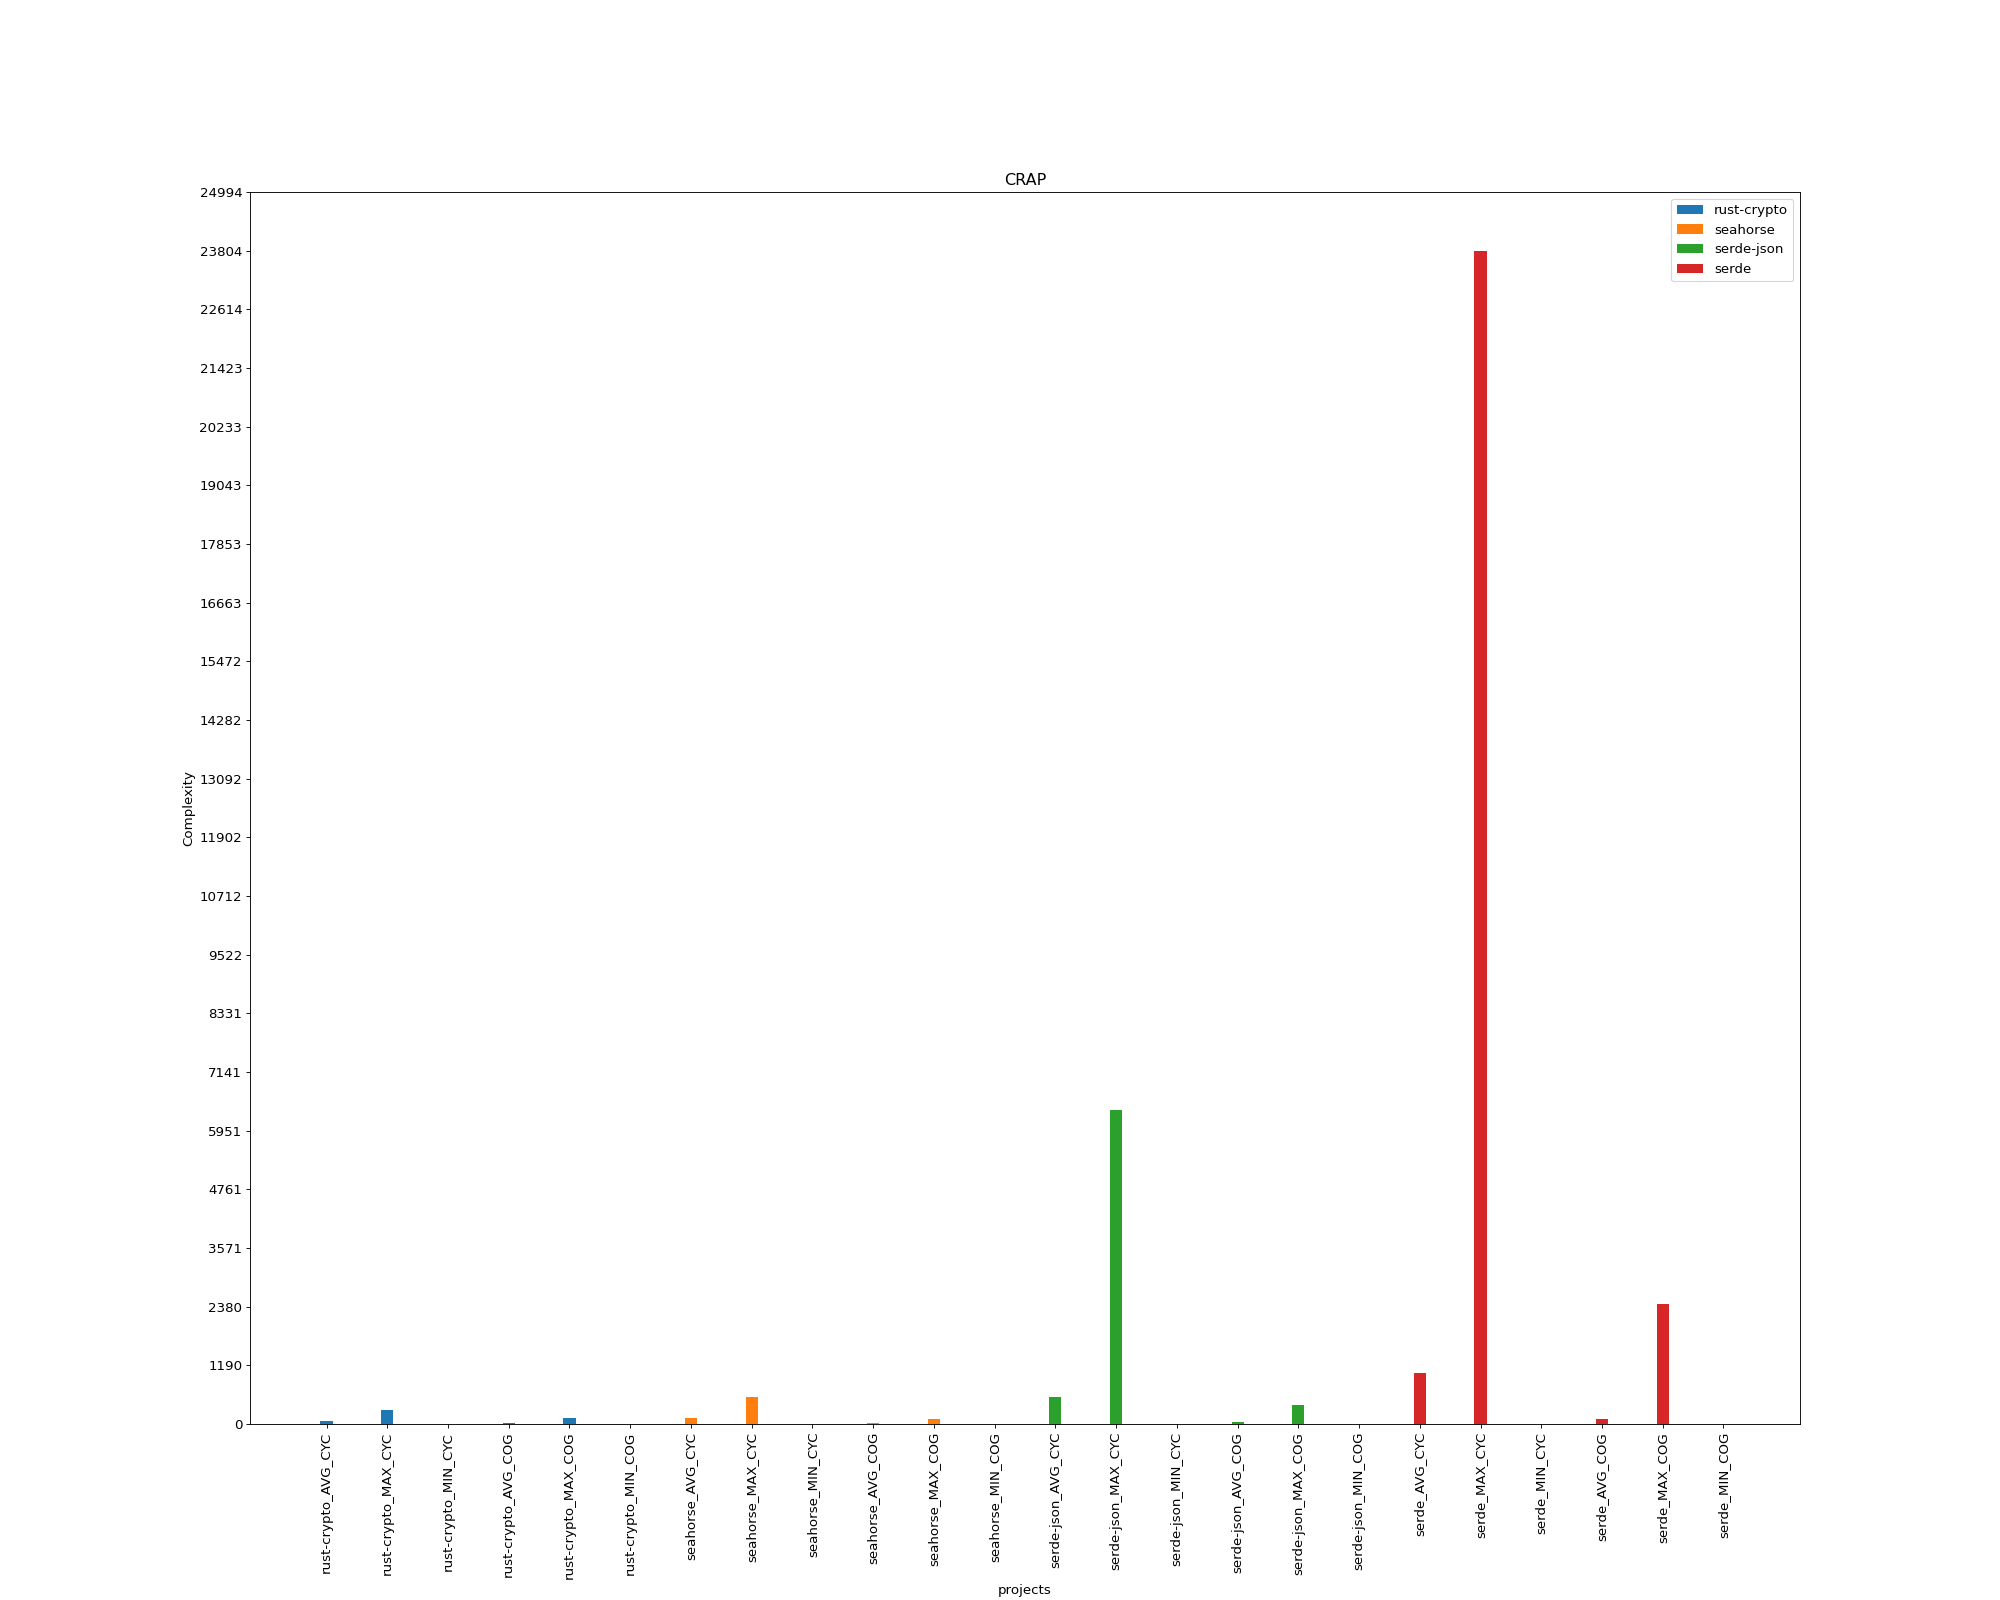 CRAP
24994
23804
22614
21423
20233
19043
17853
16663
15472
14282
13092
11902
10712
9522
8331
7141
5951
4761
3571
2380
1190
0
Complexity
rust-crypto
seahorse
serde-json
serde
rust-crypto_AVG_CYC
rust-crypto_MAX_CYC
rust-crypto_MIN_CYC
rust-crypto_AVG_COG
rust-crypto_MAX_COG
rust-crypto_MIN_COG
seahorse_AVG_CYC
seahorse_MAX_CYC
seahorse_MIN_CYC
seahorse_AVG_COG
seahorse_MAX_COG
seahorse_MIN_COG
serde-json_AVG_CYC
serde-json_MAX_CYC
serde-json_MIN_CYC
serde-json_AVG_COG
serde-json_MAX_COG
serde-json_MIN_COG
serde_AVG_CYC
serde_MAX_CYC
serde_MIN_CYC
serde_AVG_COG
serde_MAX_COG
serde_MIN_COG
projects